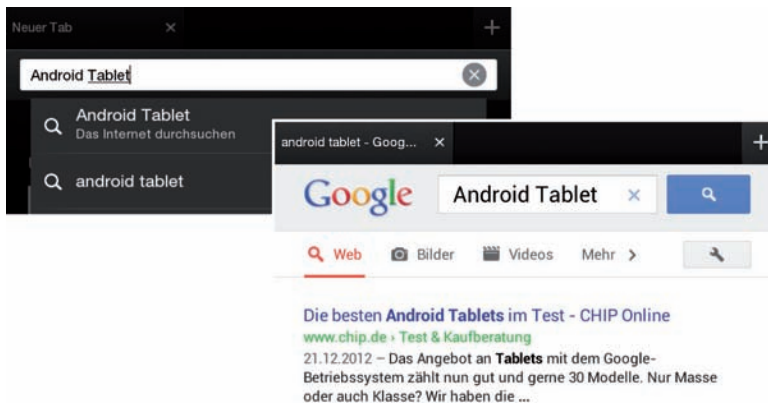 Neuer Tab
Android Tablet
Android Tablet
Das Internet durchsuchen
android tablet
android tablet - Goog...
Google Android Tablet
Web Bilder Videos Mehr
Die besten Android Tablets im Test - CHIP Online
www.chip.de › Test & Kaufberatung
21.12.2012 – Das Angebot an Tablets mit dem Google-
Betriebssystem zählt nun gut und gerne 30 Modelle. Nur Masse
oder auch Klasse? Wir haben die ...